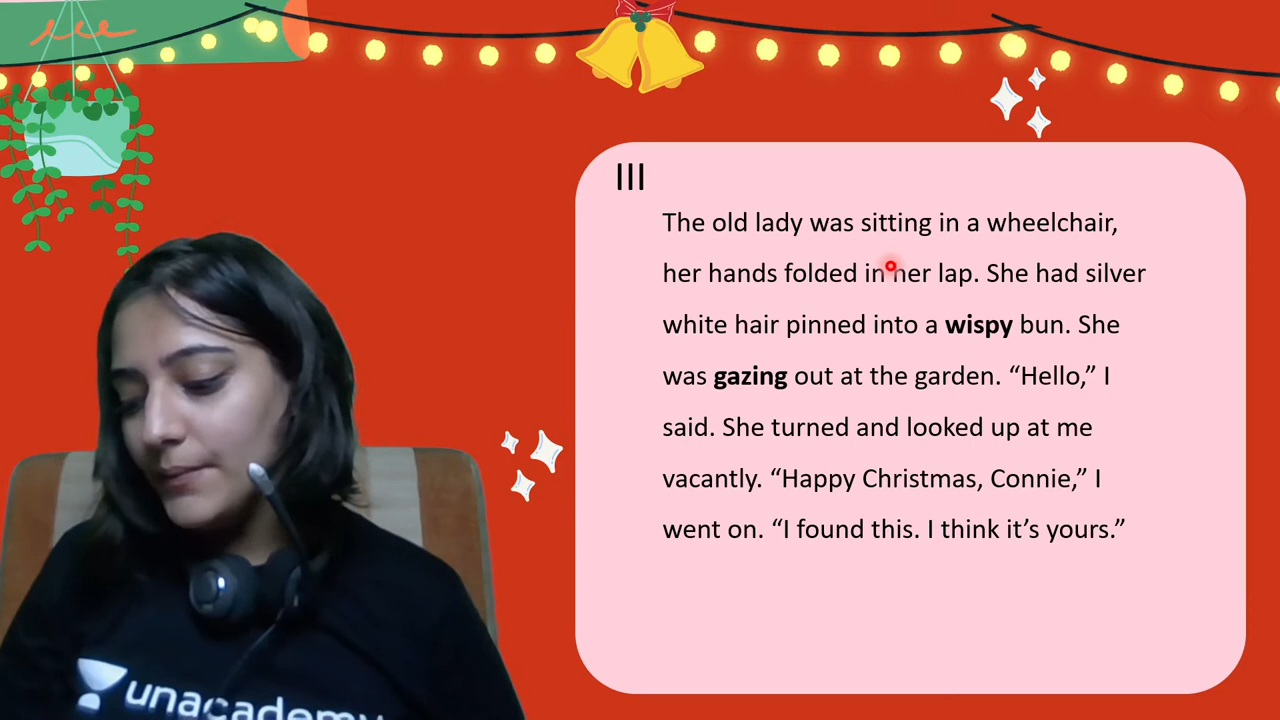 III
The old lady was sitting in a wheelchair,
her hands folded in her lap. She had silver
white hair pinned into a wispy bun. She
was gazing out at the garden. “Hello,” I
said. She turned and looked up at me
vacantly. “Happy Christmas, Connie,” I
went on. “I found this. I think it’s yours.”
unacademy